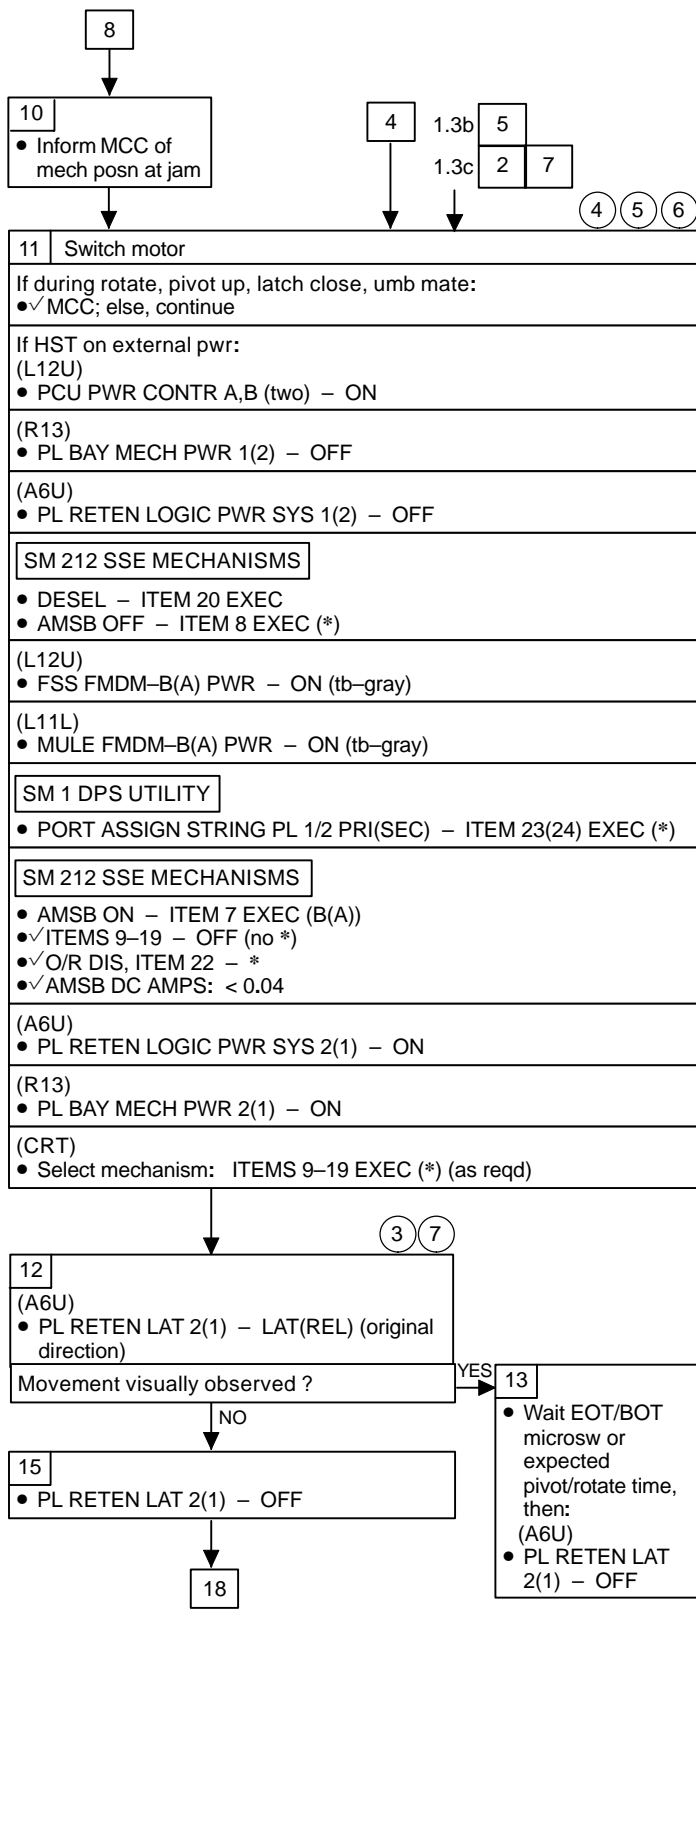 8
10
● Inform MCC of
mech posn at jam
4
1.3b 5
1.3c 2 7
4 5 6
11 Switch motor
If during rotate, pivot up, latch close, umb mate:
●✓MCC; else, continue
If HST on external pwr:
(L12U)
● PCU PWR CONTR A,B (two) – ON
(R13)
● PL BAY MECH PWR 1(2) – OFF
(A6U)
● PL RETEN LOGIC PWR SYS 1(2) – OFF
SM 212 SSE MECHANISMS
● DESEL – ITEM 20 EXEC
● AMSB OFF – ITEM 8 EXEC (*)
(L12U)
● FSS FMDM–B(A) PWR – ON (tb–gray)
(L11L)
● MULE FMDM–B(A) PWR – ON (tb–gray)
SM 1 DPS UTILITY
● PORT ASSIGN STRING PL 1/2 PRI(SEC) – ITEM 23(24) EXEC (*)
SM 212 SSE MECHANISMS
● AMSB ON – ITEM 7 EXEC (B(A))
●✓ITEMS 9–19 – OFF (no *)
●✓O/R DIS, ITEM 22 – *
●✓AMSB DC AMPS: < 0.04
(A6U)
● PL RETEN LOGIC PWR SYS 2(1) – ON
(R13)
● PL BAY MECH PWR 2(1) – ON
(CRT)
● Select mechanism: ITEMS 9–19 EXEC (*) (as reqd)
3 7
12
(A6U)
● PL RETEN LAT 2(1) – LAT(REL) (original
direction)
Movement visually observed ?
YES
NO
13
● Wait EOT/BOT
microsw or
expected
pivot/rotate time,
then:
(A6U)
● PL RETEN LAT
2(1) – OFF
15
● PL RETEN LAT 2(1) – OFF
18